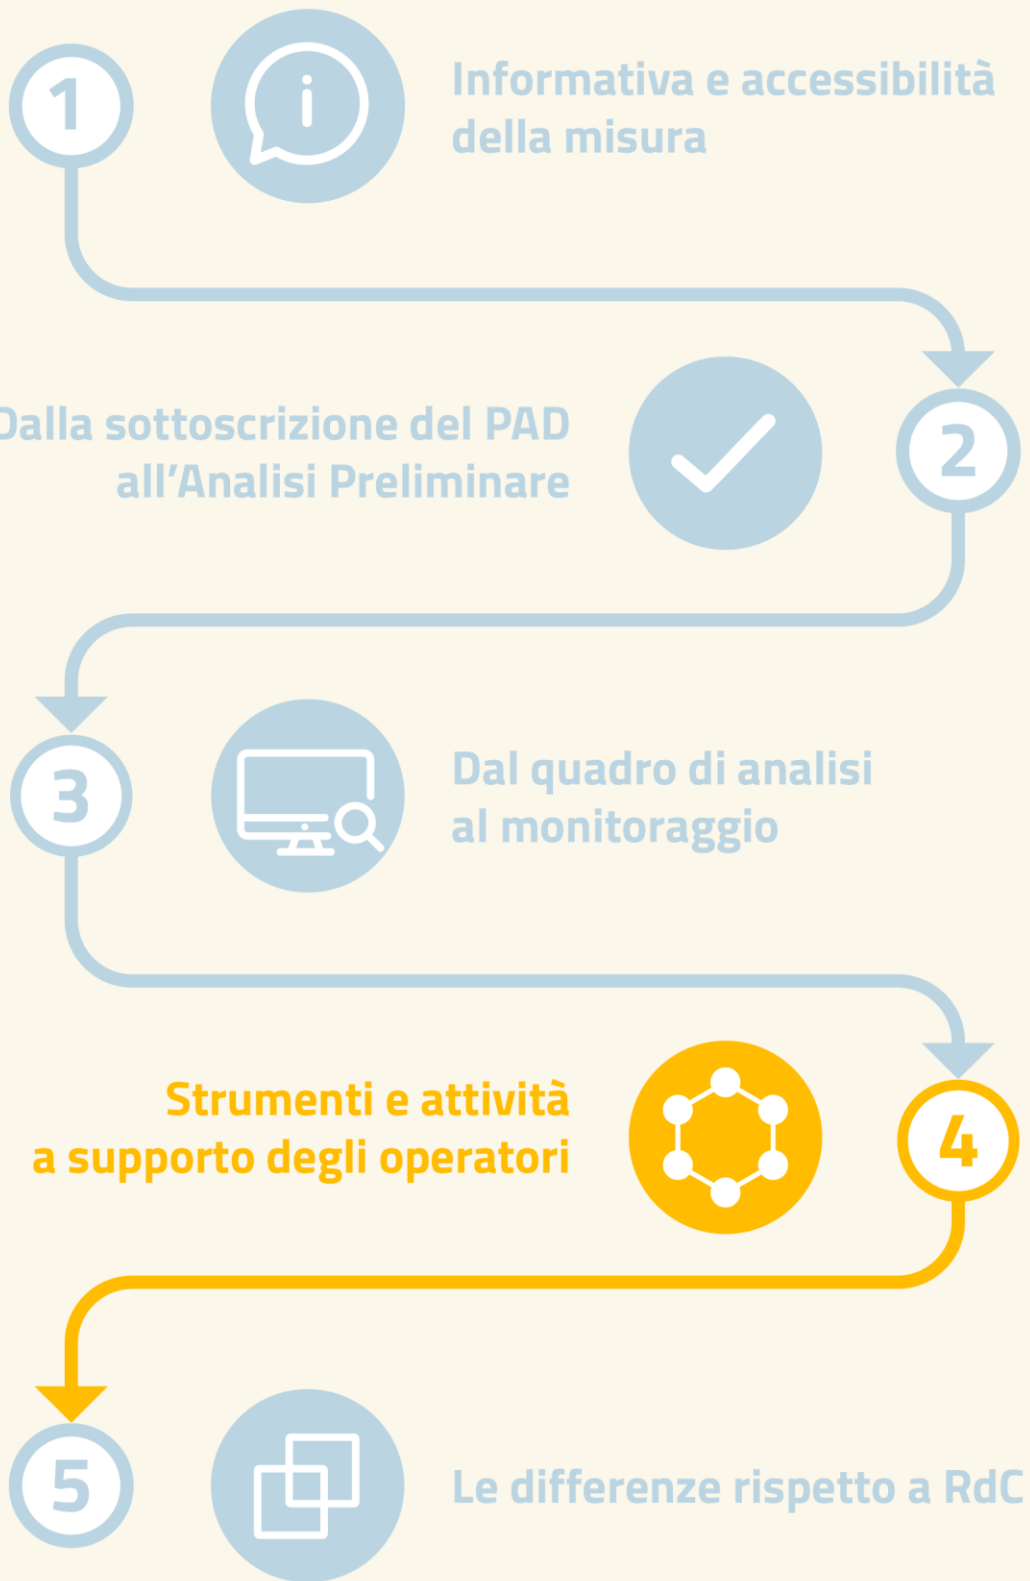 1
Informativa e accessibilità
della misura
Dalla sottoscrizione del PAD
all’Analisi Preliminare
2
3
Dal quadro di analisi
al monitoraggio
Strumenti e attività
a supporto degli operatori
4
5
Le differenze rispetto a RdC